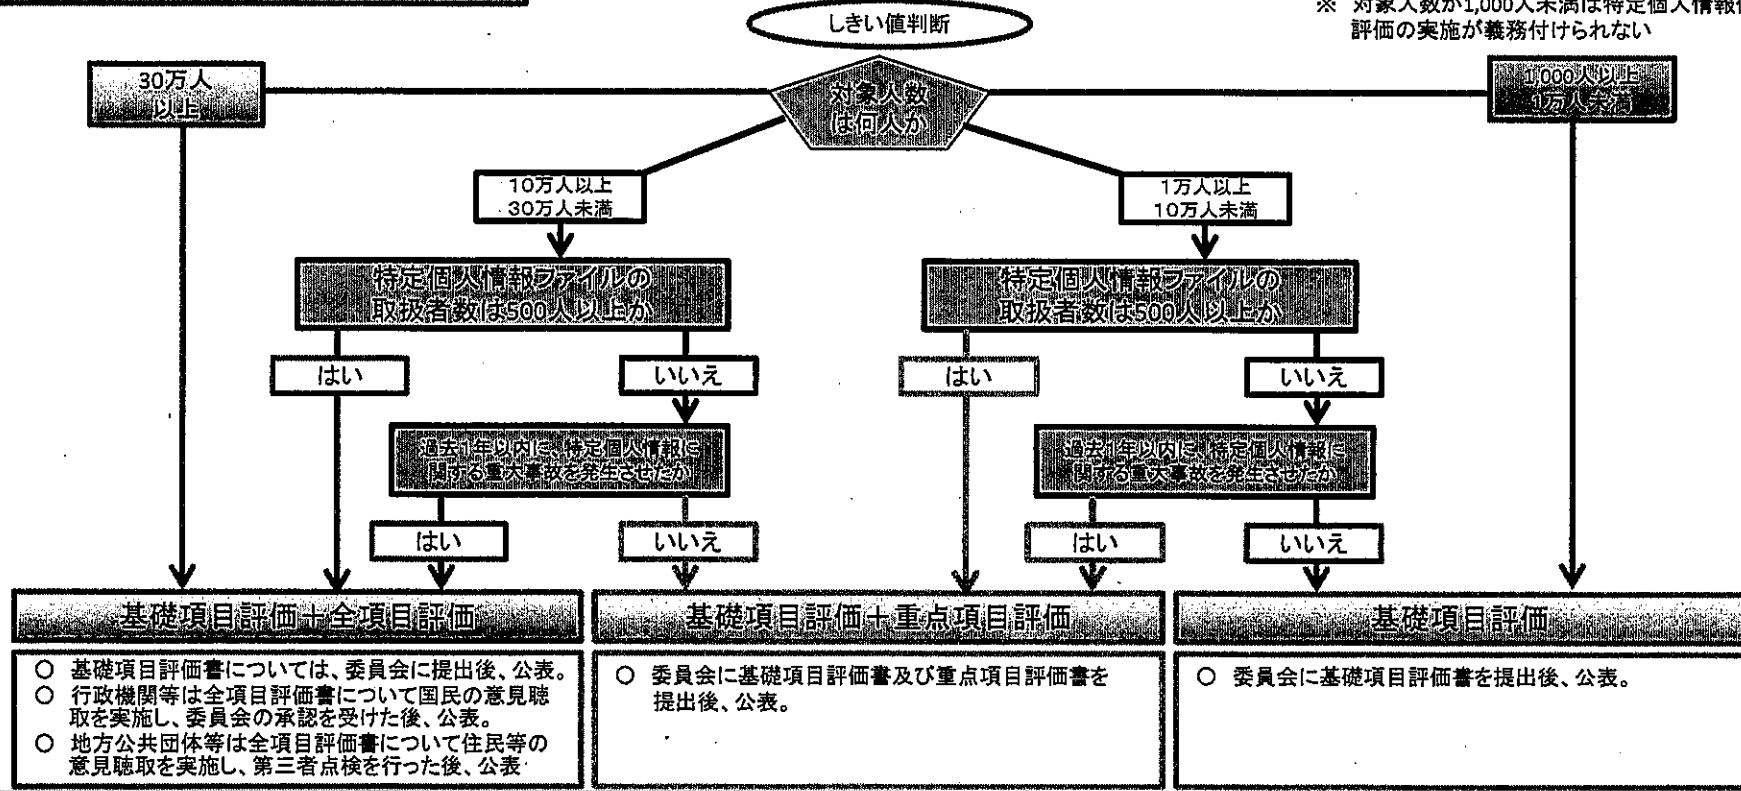 しきい値判断
※ 対象人数が1,000人未満は特定個人情報
評価の実施が義務付けられない
30万人
以上
対象人数
は何人か
1,000人以上
1万人未満
10万人以上
30万人未満
1万人以上
10万人未満
特定個人情報ファイルの
取扱者数は500人以上か
特定個人情報ファイルの
取扱者数は500人以上か
はい
いいえ
はい
いいえ
過去1年以内に、特定個人情報に
関する重大事故を発生させたか
過去1年以内に、特定個人情報に
関する重大事故を発生させたか
はい
いいえ
はい
いいえ
基礎項目評価+全項目評価
基礎項目評価+重点項目評価
基礎項目評価
○ 基礎項目評価書については、委員会に提出後、公表。
○ 行政機関等は全項目評価書について国民の意見聴
取を実施し、委員会の承認を受けた後、公表。
○ 地方公共団体等は全項目評価書について住民等の
意見聴取を実施し、第三者点検を行った後、公表
○ 委員会に基礎項目評価書及び重点項目評価書を
提出後、公表。
○ 委員会に基礎項目評価書を提出後、公表。